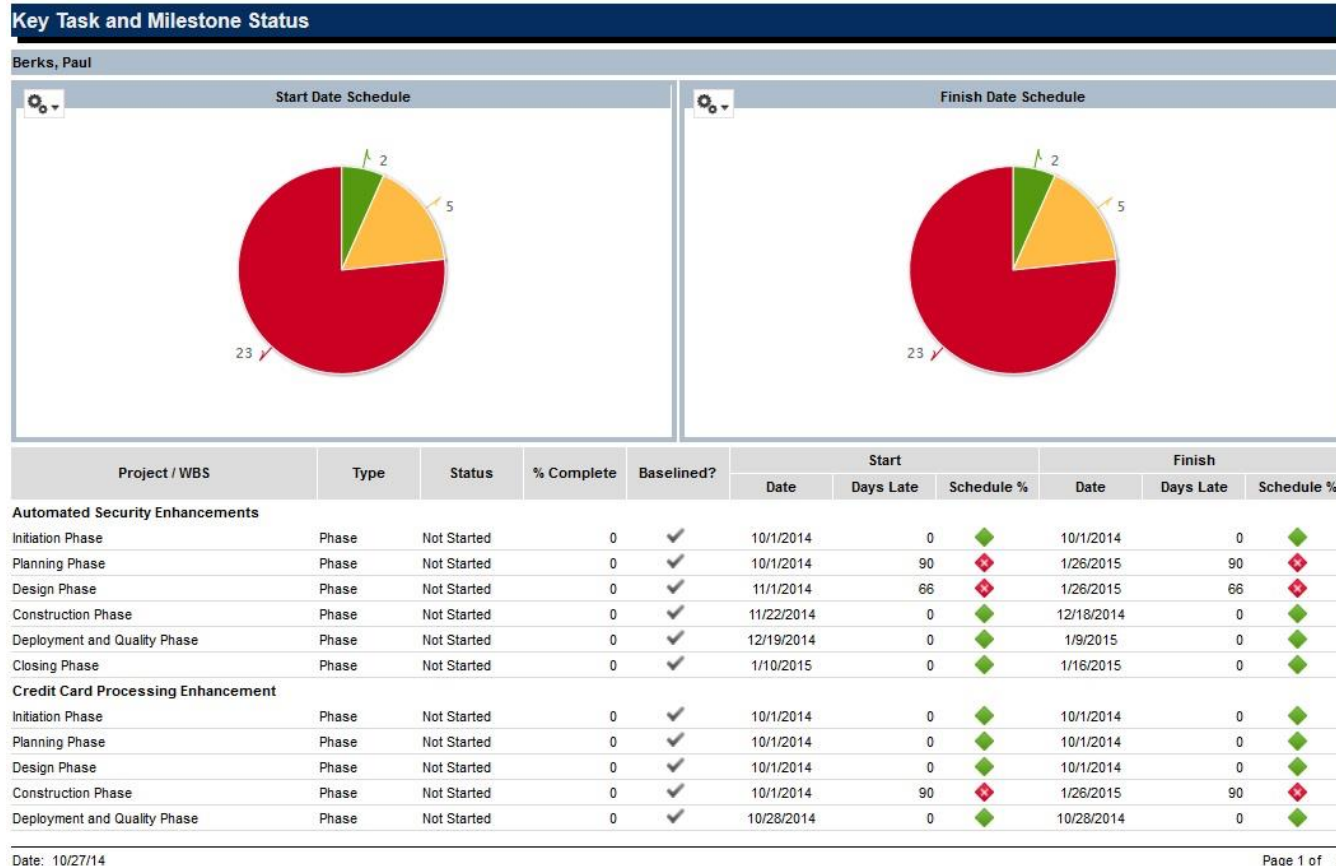 Key Task and Milestone Status
Berks, Paul
Start Date Schedule
2
5
23
Finish Date Schedule
2
5
23
Project / WBS Type Status % Complete Baselined? Start Finish
Date Days Late Schedule % Date Days Late Schedule %
Automated Security Enhancements
Initiation Phase Phase Not Started 0 10/1/2014 0 10/1/2014 0
Planning Phase Phase Not Started 0 10/1/2014 90 1/26/2015 90
Design Phase Phase Not Started 0 11/1/2014 66 1/26/2015 66
Construction Phase Phase Not Started 0 11/22/2014 0 12/18/2014 0
Deployment and Quality Phase Phase Not Started 0 12/19/2014 0 1/9/2015 0
Closing Phase Phase Not Started 0 1/10/2015 0 1/16/2015 0
Credit Card Processing Enhancement
Initiation Phase Phase Not Started 0 10/1/2014 0 10/1/2014 0
Planning Phase Phase Not Started 0 10/1/2014 0 10/1/2014 0
Design Phase Phase Not Started 0 10/1/2014 0 10/1/2014 0
Construction Phase Phase Not Started 0 10/1/2014 90 1/26/2015 90
Deployment and Quality Phase Phase Not Started 0 10/28/2014 0 10/28/2014 0
Date: 10/27/14 Page 1 of